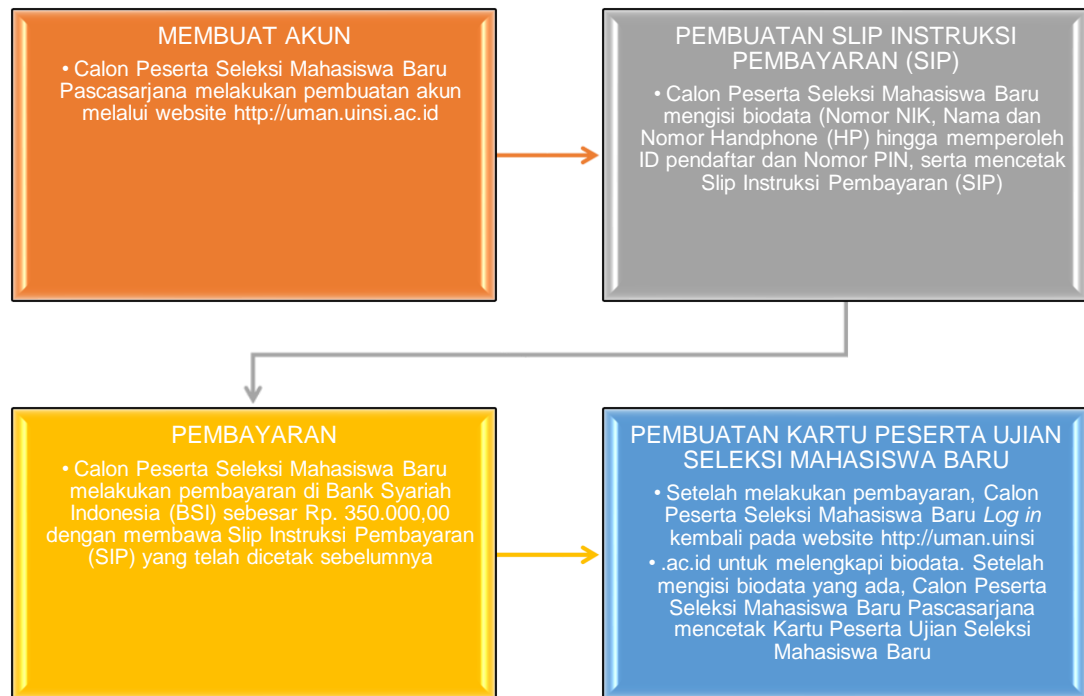 MEMBUAT AKUN
• Calon Peserta Seleksi Mahasiswa Baru
Pascasarjana melakukan pembuatan akun
melalui website http://uman.uinsi.ac.id
PEMBUATAN SLIP INSTRUKSI
PEMBAYARAN (SIP)
• Calon Peserta Seleksi Mahasiswa Baru
mengisi biodata (Nomor NIK, Nama dan
Nomor Handphone (HP) hingga memperoleh
ID pendaftar dan Nomor PIN, serta mencetak
Slip Instruksi Pembayaran (SIP)
PEMBAYARAN
• Calon Peserta Seleksi Mahasiswa Baru
melakukan pembayaran di Bank Syariah
Indonesia (BSI) sebesar Rp. 350.000,00
dengan membawa Slip Instruksi Pembayaran
(SIP) yang telah dicetak sebelumnya
PEMBUATAN KARTU PESERTA UJIAN
SELEKSI MAHASISWA BARU
• Setelah melakukan pembayaran, Calon
Peserta Seleksi Mahasiswa Baru Log in
kembali pada website http://uman.uinsi
• .ac.id untuk melengkapi biodata. Setelah
mengisi biodata yang ada, Calon Peserta
Seleksi Mahasiswa Baru Pascasarjana
mencetak Kartu Peserta Ujian Seleksi
Mahasiswa Baru